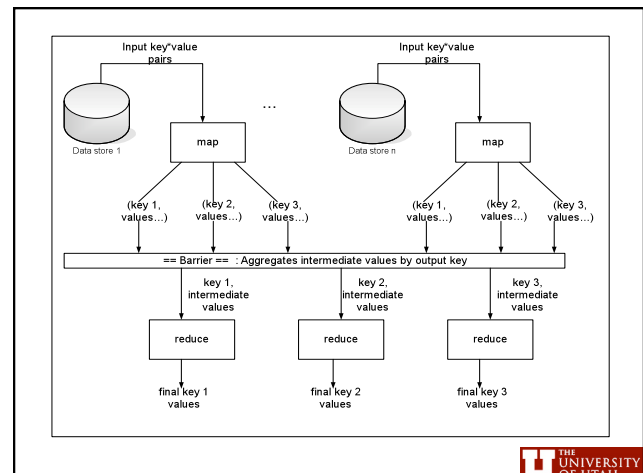 Input key*value
pairs
Input key*value
pairs
...
map
map
Data store 1
Data store n
(key 1,
values...)
(key 2,
values...)
(key 3,
values...)
(key 1,
values...)
(key 2,
values...)
(key 3,
values...)
== Barrier == : Aggregates intermediate values by output key
key 1,
intermediate
values
key 2,
intermediate
values
key 3,
intermediate
values
reduce
reduce
reduce
final key 1
values
final key 2
values
final key 3
values
THE
UNIVERSITY
OF UTAH